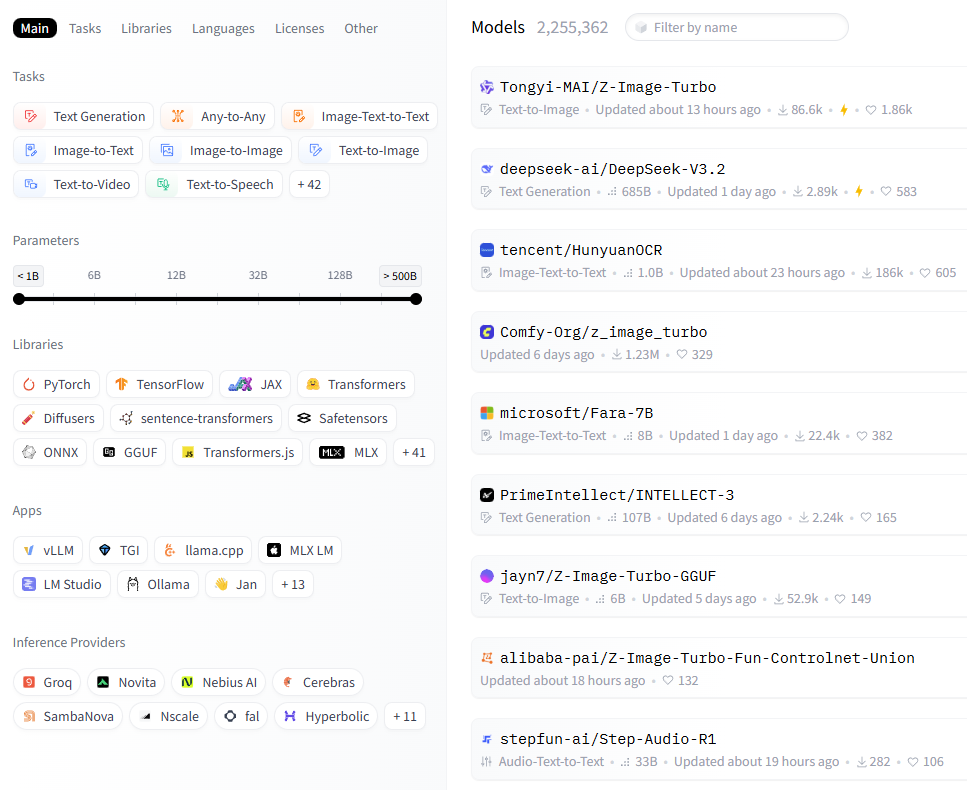 Main Tasks Libraries Languages Licenses Other
Tasks
Text Generation Any-to-Any Image-Text-to-Text
Image-to-Text Image-to-Image Text-to-Image
Text-to-Video Text-to-Speech + 42
Parameters
< 1B 6B 12B 32B 128B > 500B
Libraries
PyTorch TensorFlow JAX Transformers
Diffusers sentence-transformers Safetensors
ONNX GGUF JS Transformers.js MLX MLX + 41
Apps
vLLM TGI llama.cpp MLX LM
LM Studio Ollama Jan + 13
Inference Providers
Groq Novita Nebius AI Cerebras
SambaNova Nscale fal Hyperbolic + 11
Models 2,255,362 Filter by name
Tongyi-MAI/Z-Image-Turbo
Text-to-Image • Updated about 13 hours ago • 86.6k • • 1.86k
deepseek-ai/DeepSeek-V3.2
Text Generation • 685B • Updated 1 day ago • 2.89k • • 583
tencent/HunyuanOCR
Image-Text-to-Text • 1.0B • Updated about 23 hours ago • 186k • 605
Comfy-Org/z_image_turbo
Updated 6 days ago • 1.23M • 329
microsoft/Fara-7B
Image-Text-to-Text • 8B • Updated 1 day ago • 22.4k • 382
PrimeIntellect/INTELLECT-3
Text Generation • 107B • Updated 6 days ago • 2.24k • 165
jayn7/Z-Image-Turbo-GGUF
Text-to-Image • 6B • Updated 5 days ago • 52.9k • 149
alibaba-pai/Z-Image-Turbo-Fun-Controlnet-Union
Updated about 18 hours ago • 132
stepfun-ai/Step-Audio-R1
Audio-Text-to-Text • 33B • Updated about 19 hours ago • 282 • 106